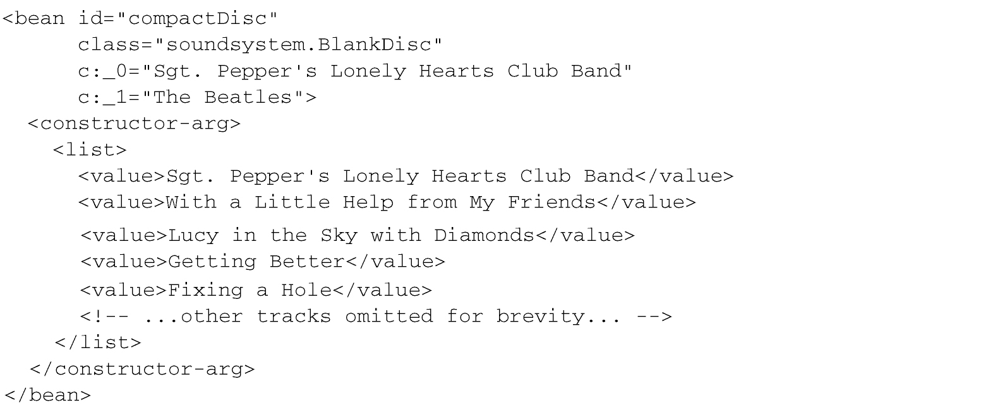 <bean id="compactDisc"
      class="soundsystem.BlankDisc"
      c:_0="Sgt. Pepper's Lonely Hearts Club Band"
      c:_1="The Beatles">
  <constructor-arg>
    <list>
      <value>Sgt. Pepper's Lonely Hearts Club Band</value>
      <value>With a Little Help from My Friends</value>
      <value>Lucy in the Sky with Diamonds</value>
      <value>Getting Better</value>
      <value>Fixing a Hole</value>
      <!-- ...other tracks omitted for brevity... -->
    </list>
  </constructor-arg>
</bean>